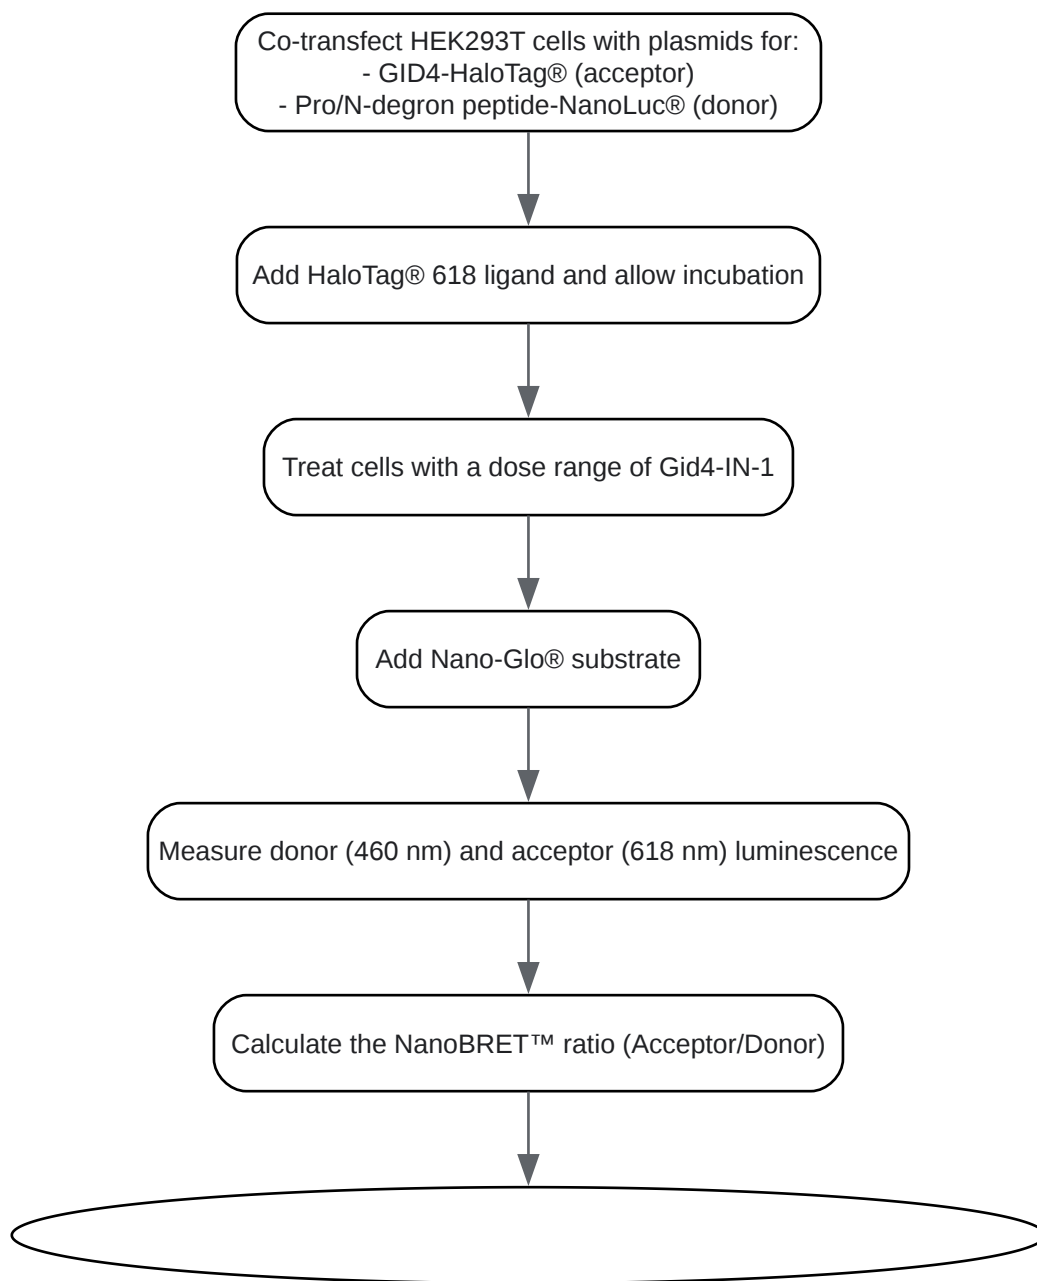 Co-transfect HEK293T cells with plasmids for:
- GID4-HaloTag® (acceptor)
- Pro/N-degron peptide-NanoLuc® (donor)
Add HaloTag® 618 ligand and allow incubation
Treat cells with a dose range of Gid4-IN-1
Add Nano-Glo® substrate
Measure donor (460 nm) and acceptor (618 nm) luminescence
Calculate the NanoBRET™ ratio (Acceptor/Donor)